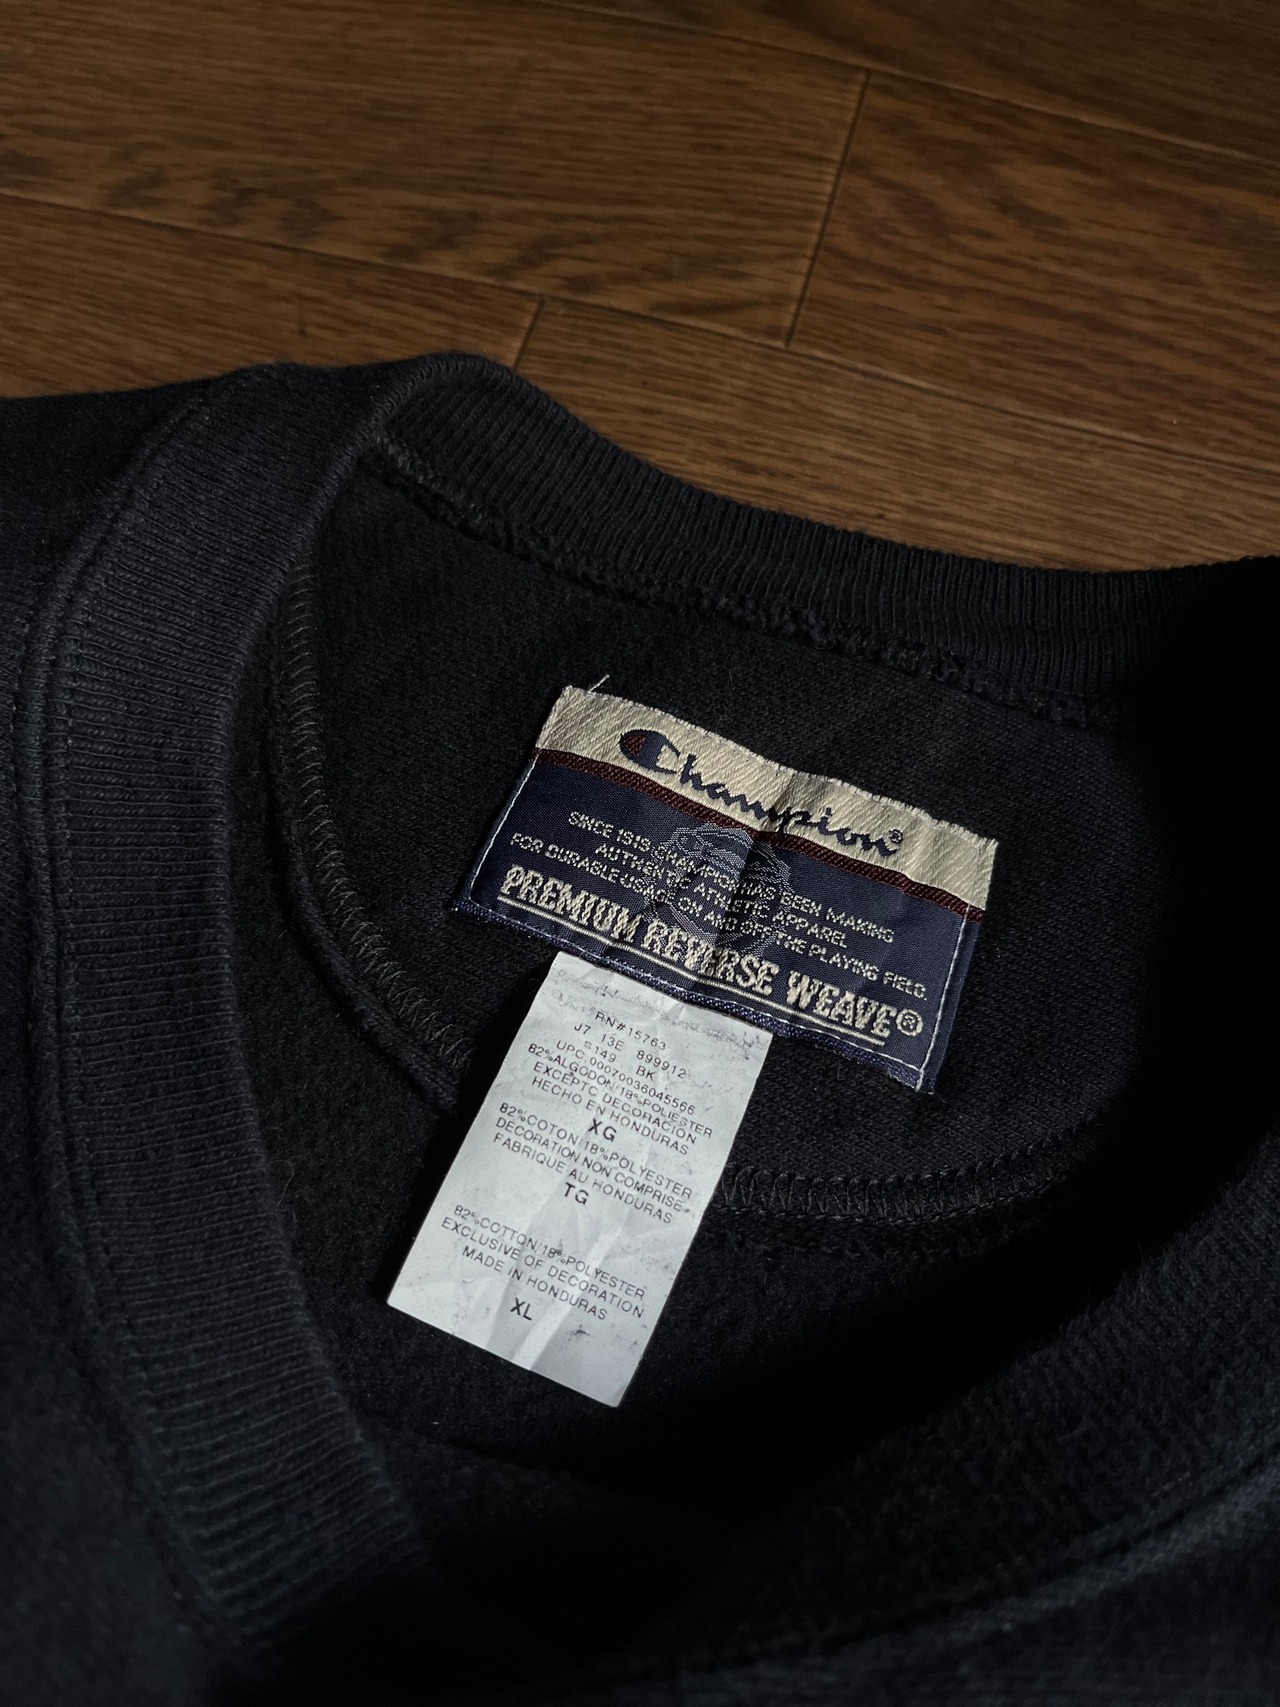 Champion®
SINCE 1919 CHAMPION HAS BEEN MAKING
AUTHENTIC ATHLETIC APPAREL
FOR DURABLE USAGE ON AND OFF THE PLAYING FIELD.
PREMIUM REVERSE WEAVE®
RN#15763
J7 13E 899912
S149 BK
UPC:00070036045566
82%ALGODON/18%POLIESTER
EXCEPTO DECORACION
HECHO EN HONDURAS
XG
82%COTON/18%POLYESTER
DECORATION NON COMPRISE
FABRIQUE AU HONDURAS
TG
82%COTTON/18%POLYESTER
EXCLUSIVE OF DECORATION
MADE IN HONDURAS
XL